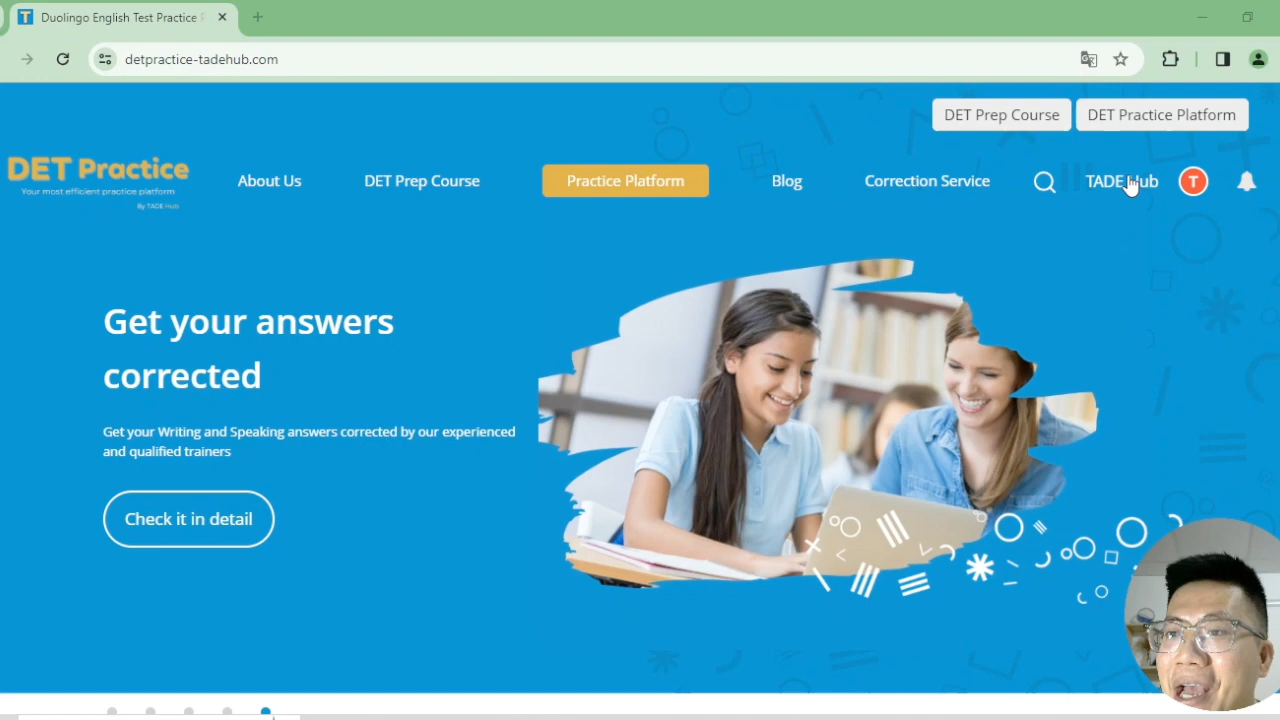 Duolingo English Test Practice
detpractice-tadehub.com
DET Prep Course DET Practice Platform
DET Practice
Your most efficient practice platform
By TADE Hub
About Us DET Prep Course Practice Platform Blog Correction Service TADE Hub T
Get your answers
corrected
Get your Writing and Speaking answers corrected by our experienced
and qualified trainers
Check it in detail